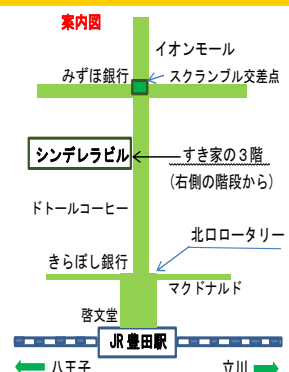 案内図
イオンモール
みずほ銀行
スクランブル交差点
シンデレラビル
すき家の３階
(右側の階段から)
ドトールコーヒー
北口ロータリー
きらぼし銀行
マクドナルド
啓文堂
JR豊田駅
八王子
立川